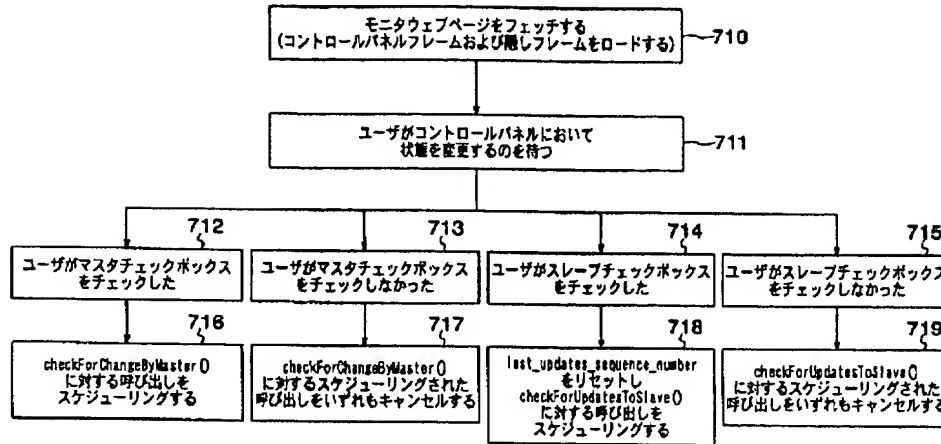 モニタウェブページをフェッチする
(コントロールパネルフレームおよび隠しフレームをロードする)
710
ユーザがコントロールパネルにおいて
状態を変更するのを待つ
711
712
ユーザがマスタチェックボックス
をチェックした
713
ユーザがマスタチェックボックス
をチェックしなかった
714
ユーザがスレーブチェックボックス
をチェックした
715
ユーザがスレーブチェックボックス
をチェックしなかった
716
checkForChangeByMaster()
に対する呼び出しを
スケジューリングする
717
checkForChangeByMaster()
に対するスケジューリングされた
呼び出しをいずれもキャンセルする
718
last_updates_sequence_number
をリセットし
checkForUpdatesToSlave()
に対する呼び出しを
スケジューリングする
719
checkForUpdatesToSlave()
に対するスケジューリングされた
呼び出しをいずれもキャンセルする